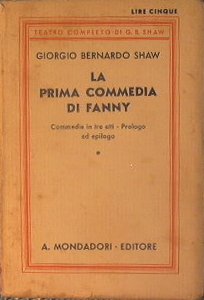 LIRE CINQUE
TEATRO COMPLETO DI G. B. SHAW
GIORGIO BERNARDO SHAW
LA
PRIMA COMMEDIA
DI FANNY
Commedia in tre atti - Prologo
ed epilogo
A. MONDADORI - EDITORE